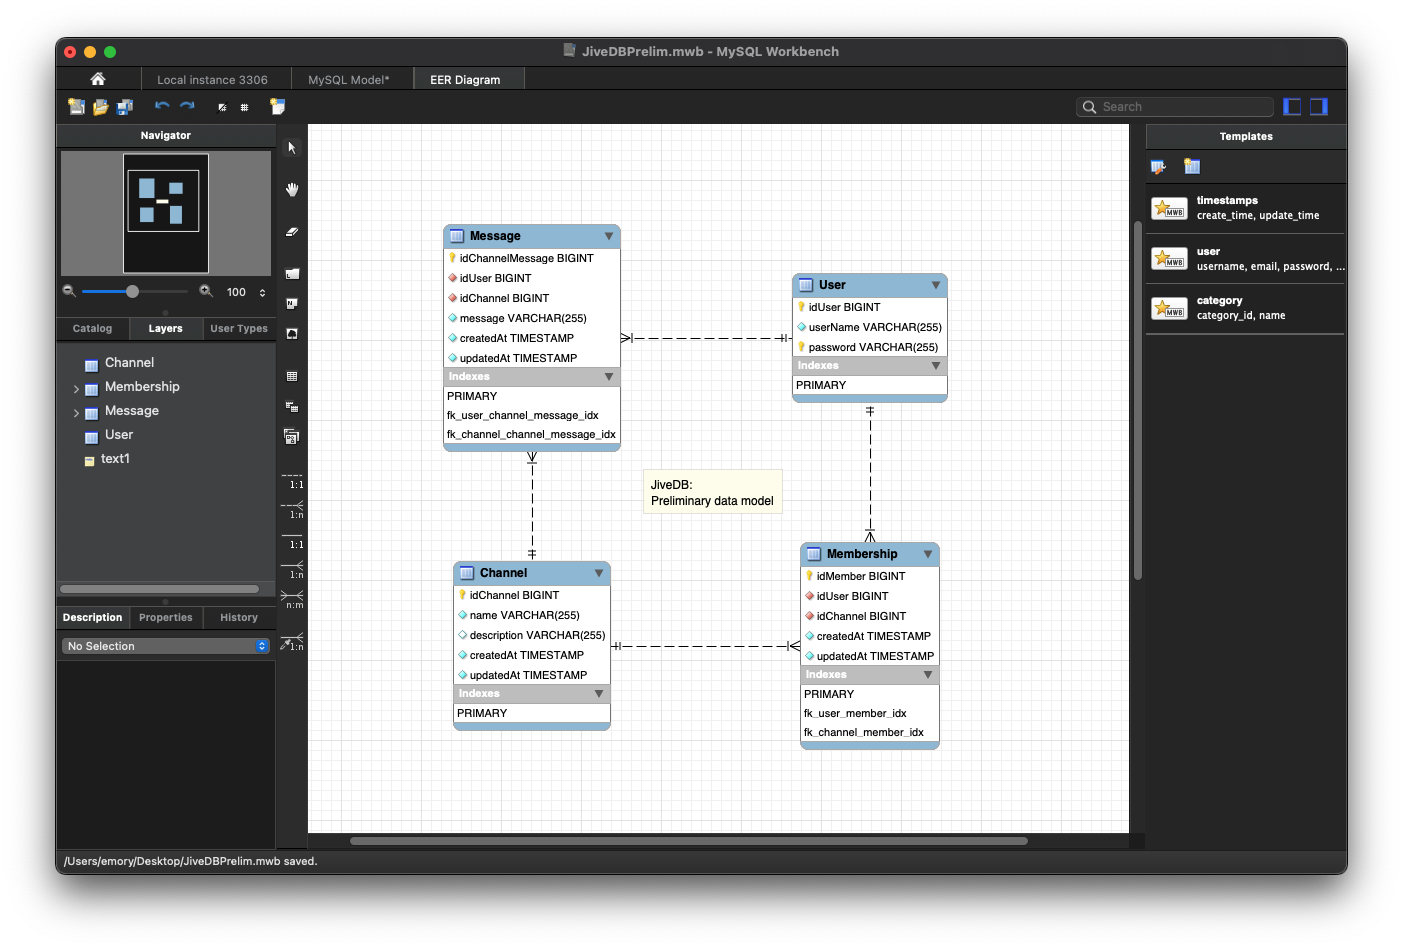 JiveDBPrelim.mwb - MySQL Workbench
Local instance 3306
MySQL Model*
EER Diagram
Search
Navigator
100
Catalog
Layers
User Types
Channel
Membership
Message
User
text1
Description
Properties
History
No Selection
1:1
1:n
1:1
1:n
n:m
1:n
Message
idChannelMessage BIGINT
idUser BIGINT
idChannel BIGINT
message VARCHAR(255)
createdAt TIMESTAMP
updatedAt TIMESTAMP
Indexes
PRIMARY
fk_user_channel_message_idx
fk_channel_channel_message_idx
User
idUser BIGINT
userName VARCHAR(255)
password VARCHAR(255)
Indexes
PRIMARY
JiveDB:
Preliminary data model
Channel
idChannel BIGINT
name VARCHAR(255)
description VARCHAR(255)
createdAt TIMESTAMP
updatedAt TIMESTAMP
Indexes
PRIMARY
Membership
idMember BIGINT
idUser BIGINT
idChannel BIGINT
createdAt TIMESTAMP
updatedAt TIMESTAMP
Indexes
PRIMARY
fk_user_member_idx
fk_channel_member_idx
Templates
MWB
timestamps
create_time, update_time
MWB
user
username, email, password, ...
MWB
category
category_id, name
/Users/emory/Desktop/JiveDBPrelim.mwb saved.